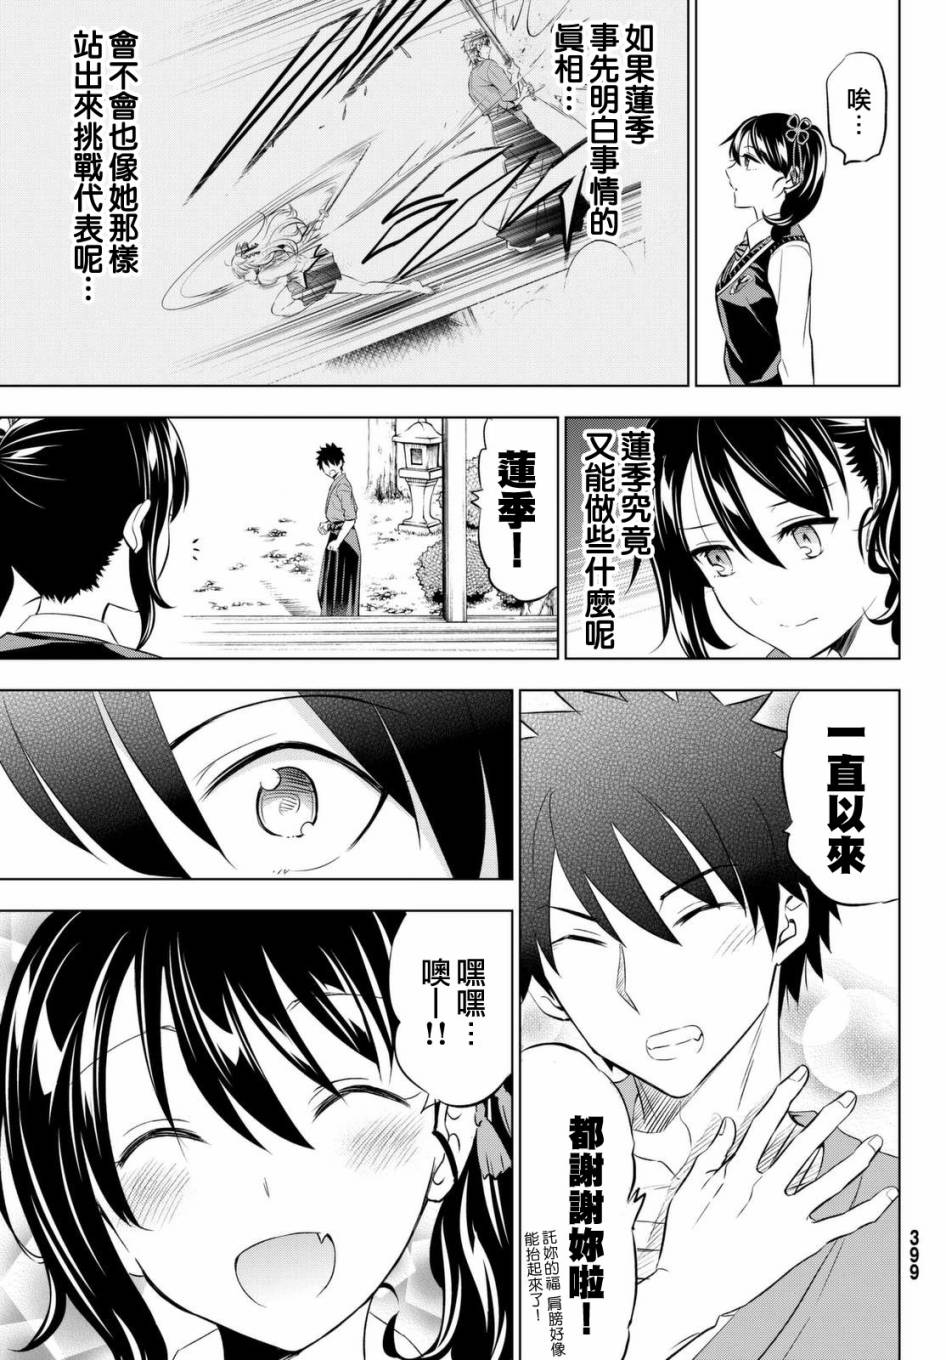 唉…
如果蓮季
事先明白事情的
眞相…
會不會也像她那樣
站出來挑戰代表呢…
蓮季究竟
又能做些什麼呢
蓮季！
一直以來
都謝謝妳啦！
託妳的福 肩膀好像
能抬起來了！
嘿嘿…
噢—!!
399